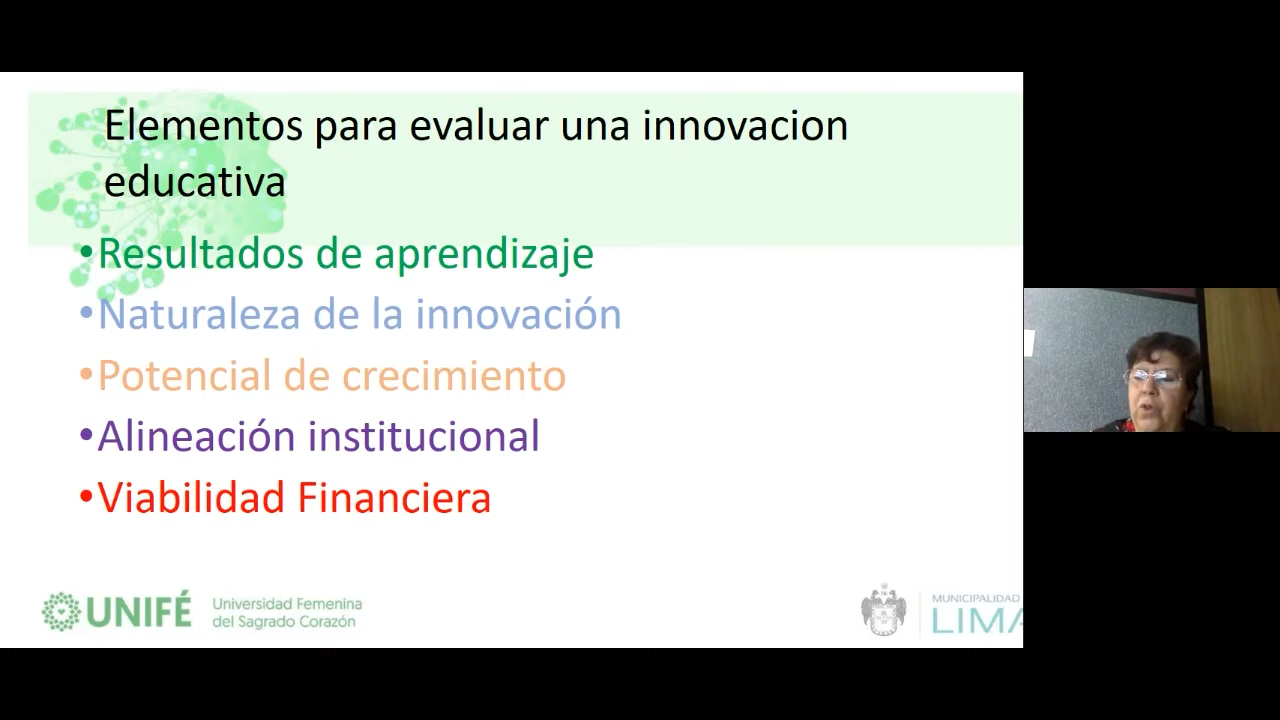 Elementos para evaluar una innovacion
educativa
•Resultados de aprendizaje
•Naturaleza de la innovación
•Potencial de crecimiento
•Alineación institucional
•Viabilidad Financiera
UNIFÉ
Universidad Femenina
del Sagrado Corazón
MUNICIPALIDAD
LIMA